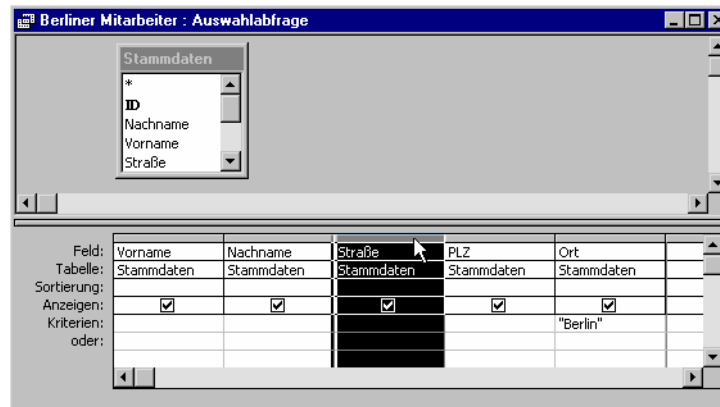 Berliner Mitarbeiter : Auswahlabfrage
Stammdaten
*
ID
Nachname
Vorname
Straße
Feld: Vorname Nachname Straße PLZ Ort
Tabelle: Stammdaten Stammdaten Stammdaten Stammdaten Stammdaten
Sortierung:
Anzeigen:
Kriterien: "Berlin"
oder: